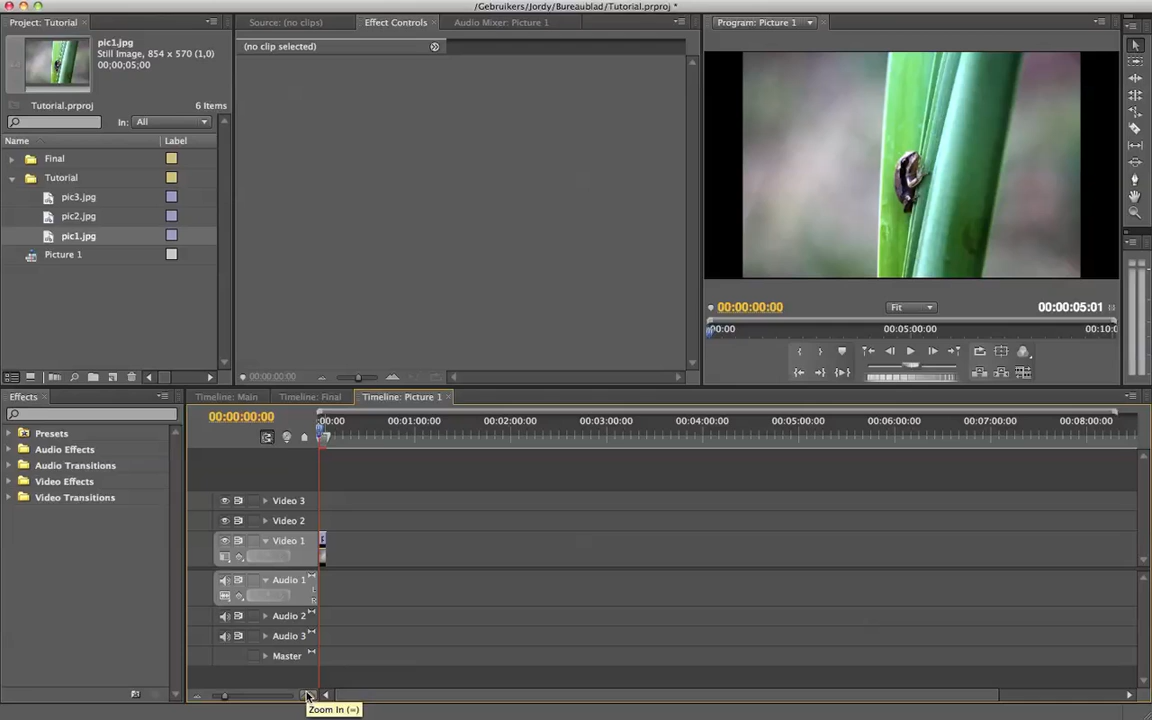 /Gebruikers/Jordy/Bureaublad/Tutorial.prproj *
Project: Tutorial
Source: (no clips)
Effect Controls
Audio Mixer: Picture 1
Program: Picture 1
pic1.jpg
Still Image, 854 x 570 (1,0)
00;00;05;00
(no clip selected)
Tutorial.prproj
6 Items
In: All
Name
Label
Final
Tutorial
pic3.jpg
pic2.jpg
pic1.jpg
Picture 1
00:00:00:00
Fit
00:00:05:01
00:00
00:05:00:00
00:10:0
00:00:00:00
Effects
Timeline: Main
Timeline: Final
Timeline: Picture 1
00:00:00:00
00:00
00:01:00:00
00:02:00:00
00:03:00:00
00:04:00:00
00:05:00:00
00:06:00:00
00:07:00:00
00:08:00:00
Presets
Audio Effects
Audio Transitions
Video Effects
Video Transitions
Video 3
Video 2
Video 1
Audio 1
L
R
Audio 2
Audio 3
Master
Zoom In (=)